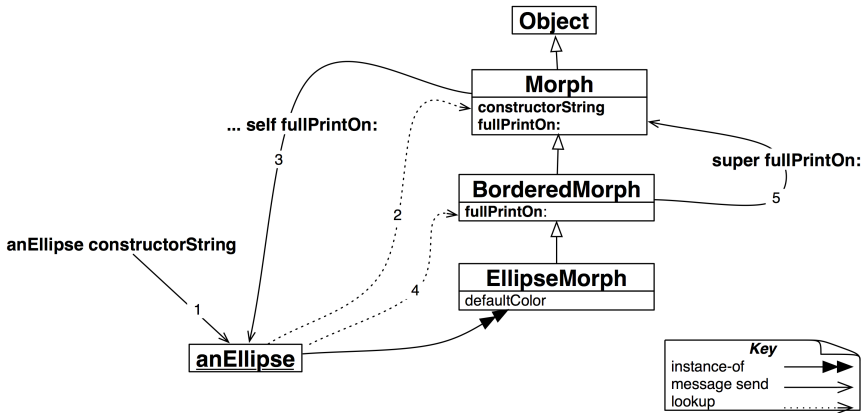 Object
Morph
constructorString
fullPrintOn:
... self fullPrintOn:
3
super fullPrintOn:
BorderedMorph
fullPrintOn:
5
2
anEllipse constructorString
EllipseMorph
defaultColor
4
1
anEllipse
Key
instance-of
message send
lookup